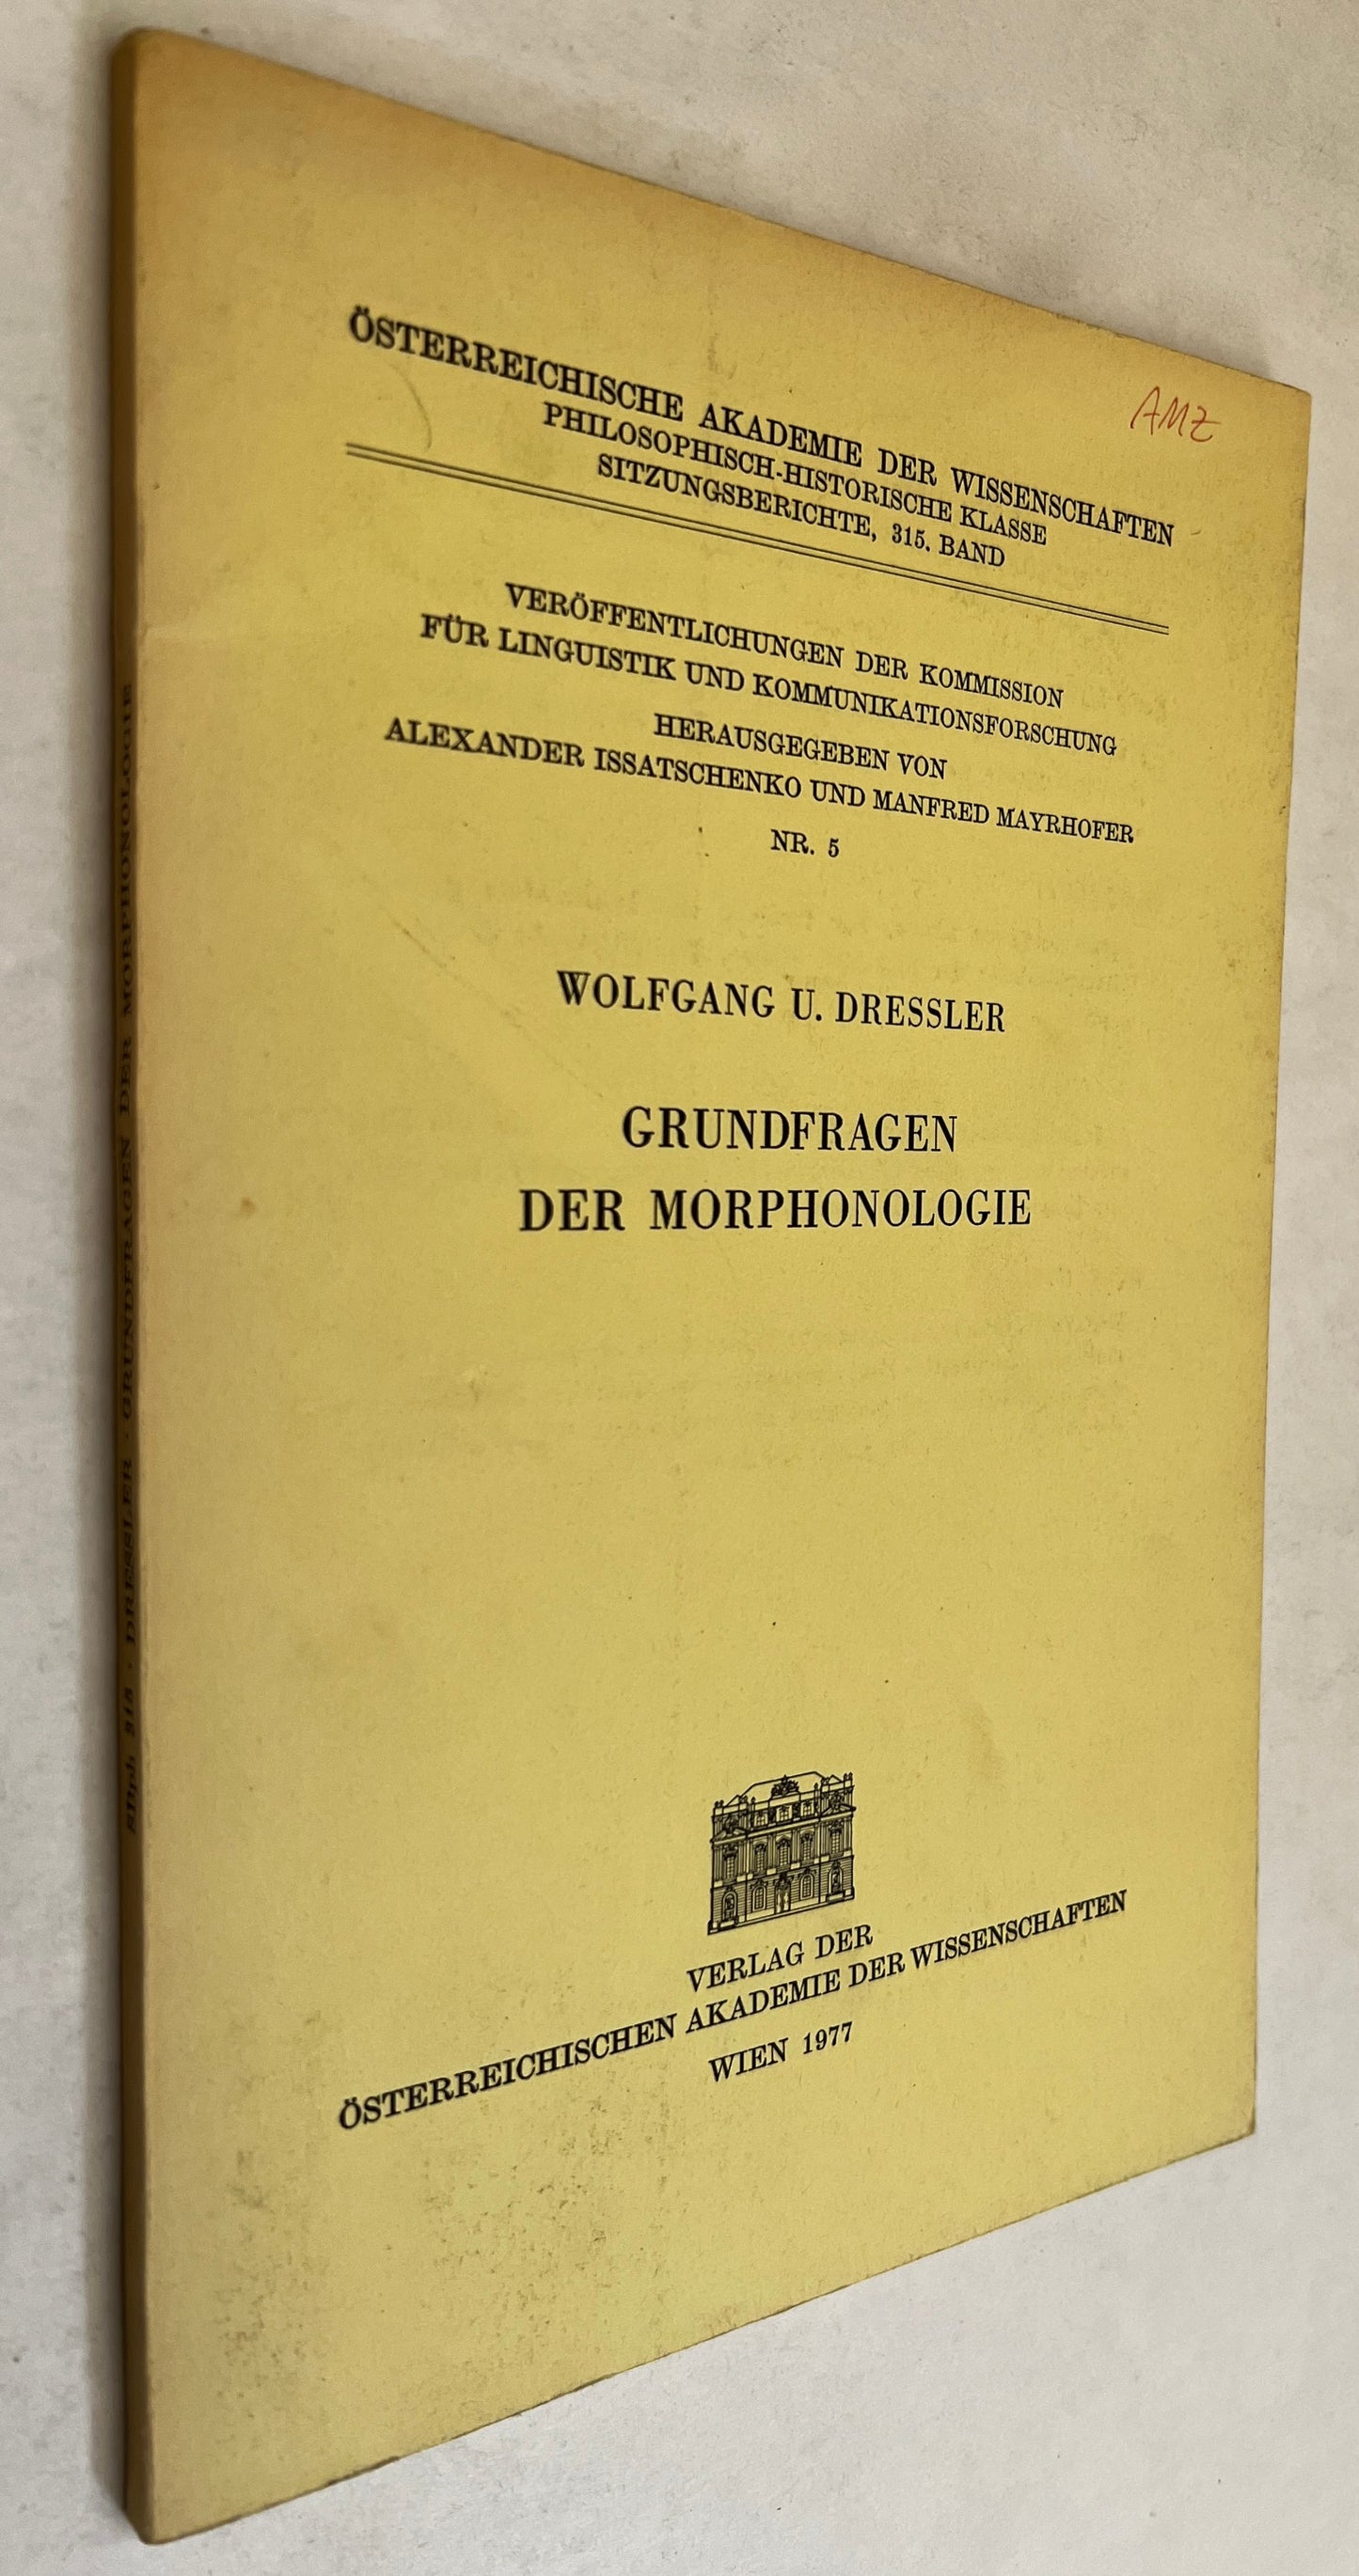 AMZ
ÖSTERREICHISCHE AKADEMIE DER WISSENSCHAFTEN
PHILOSOPHISCH-HISTORISCHE KLASSE
SITZUNGSBERICHTE, 315. BAND
VERÖFFENTLICHUNGEN DER KOMMISSION
FÜR LINGUISTIK UND KOMMUNIKATIONSFORSCHUNG
HERAUSGEGEBEN VON
ALEXANDER ISSATSCHENKO UND MANFRED MAYRHOFER
NR. 5
WOLFGANG U. DRESSLER
GRUNDFRAGEN
DER MORPHONOLOGIE
VERLAG DER
ÖSTERREICHISCHEN AKADEMIE DER WISSENSCHAFTEN
WIEN 1977
315 · DRESSLER · GRUNDFRAGEN DER MORPHONOLOGIE